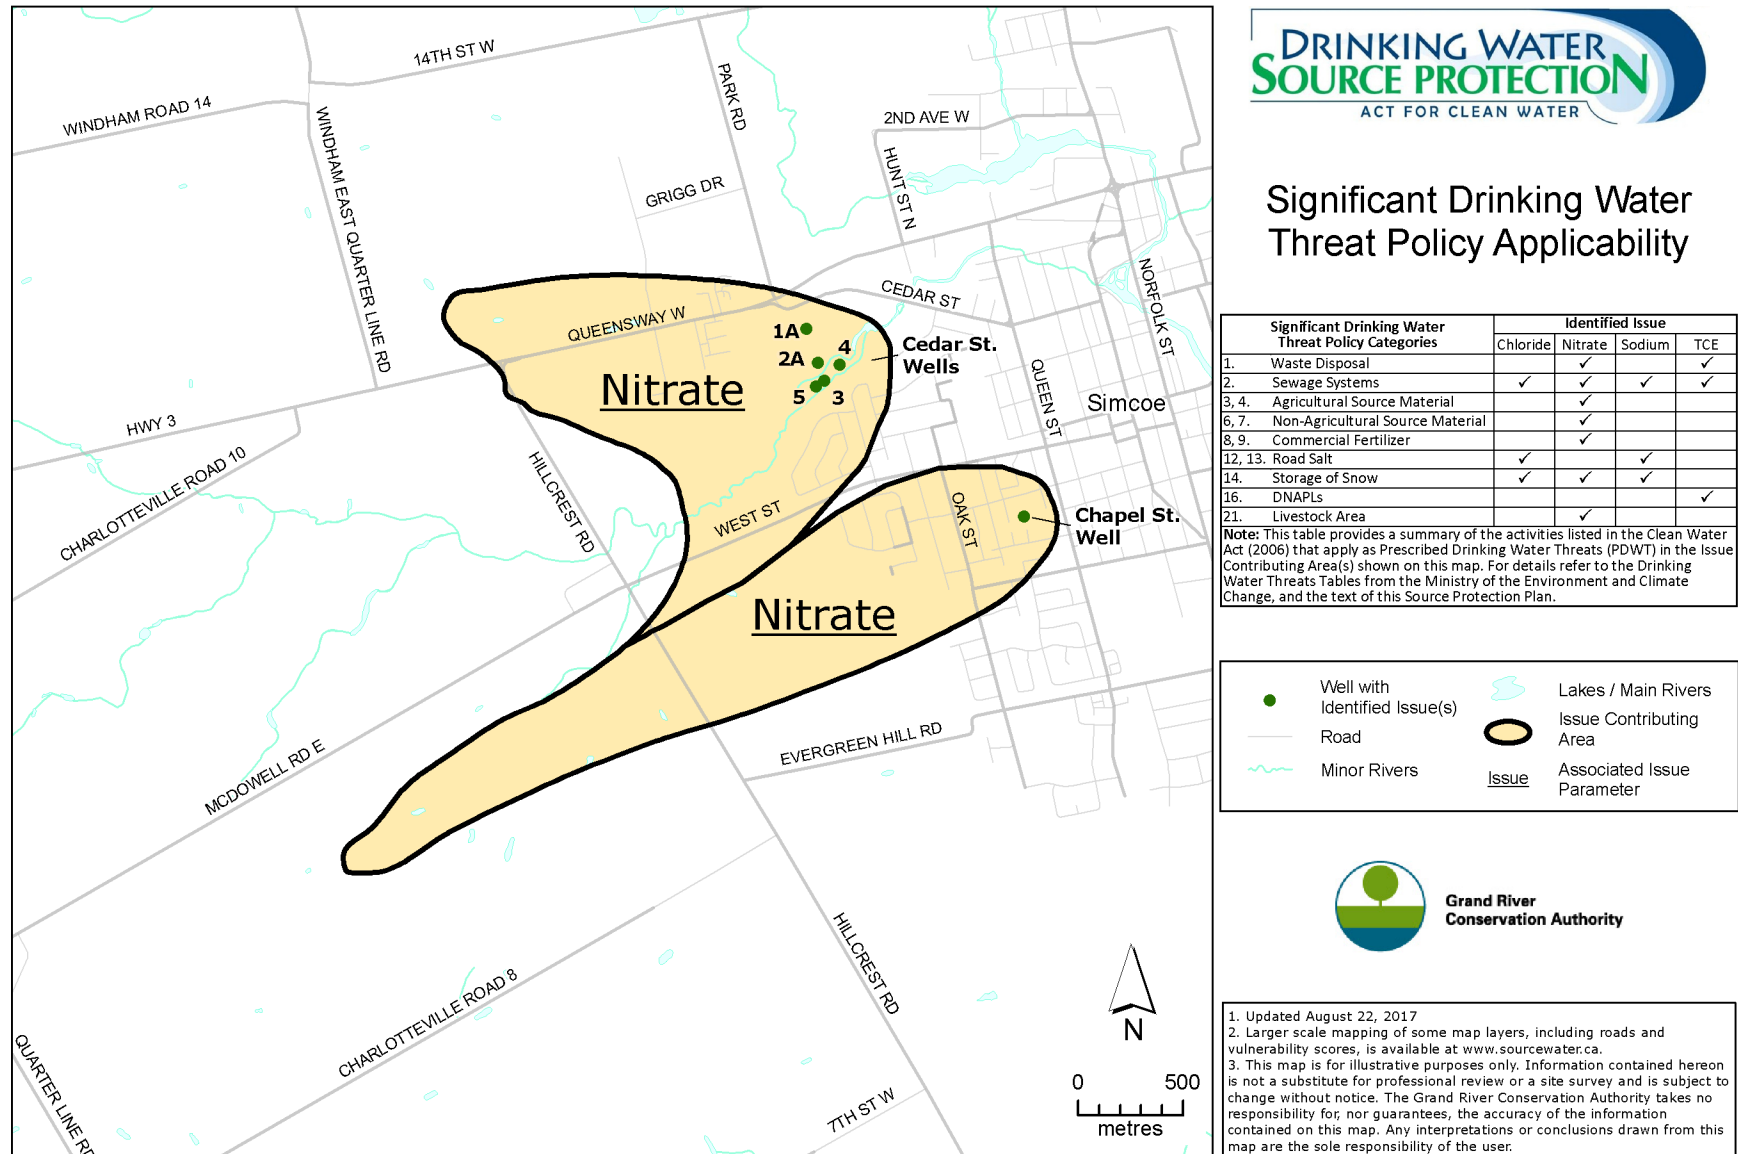 14TH ST W
WINDHAM ROAD 14
WINDHAM EAST QUARTER LINE RD
PARK RD
2ND AVE W
HUNT ST N
GRIGG DR
CEDAR ST
NORFOLK ST
QUEENSWAY W
1A
2A
4
5
3
Cedar St.
Wells
Nitrate
QUEEN ST
Simcoe
HWY 3
CHARLOTTEVILLE ROAD 10
HILLCREST RD
WEST ST
OAK ST
Chapel St.
Well
Nitrate
EVERGREEN HILL RD
MCDOWELL RD E
HILLCREST RD
CHARLOTTEVILLE ROAD 8
QUARTER LINE RD
7TH ST W
N
0 500
metres
DRINKING WATER
SOURCE PROTECTION
ACT FOR CLEAN WATER
Significant Drinking Water
Threat Policy Applicability
Significant Drinking Water
Threat Policy Categories
Identified Issue
Chloride Nitrate Sodium TCE
1. Waste Disposal ✓ ✓
2. Sewage Systems ✓ ✓ ✓ ✓
3, 4. Agricultural Source Material ✓
6, 7. Non-Agricultural Source Material ✓
8, 9. Commercial Fertilizer ✓
12, 13. Road Salt ✓ ✓
14. Storage of Snow ✓ ✓ ✓
16. DNAPLs ✓
21. Livestock Area ✓
Note: This table provides a summary of the activities listed in the Clean Water
Act (2006) that apply as Prescribed Drinking Water Threats (PDWT) in the Issue
Contributing Area(s) shown on this map. For details refer to the Drinking
Water Threats Tables from the Ministry of the Environment and Climate
Change, and the text of this Source Protection Plan.
Well with
Identified Issue(s)
Road
Minor Rivers
Lakes / Main Rivers
Issue Contributing
Area
Issue
Associated Issue
Parameter
Grand River
Conservation Authority
1. Updated August 22, 2017
2. Larger scale mapping of some map layers, including roads and
vulnerability scores, is available at www.sourcewater.ca.
3. This map is for illustrative purposes only. Information contained hereon
is not a substitute for professional review or a site survey and is subject to
change without notice. The Grand River Conservation Authority takes no
responsibility for, nor guarantees, the accuracy of the information
contained on this map. Any interpretations or conclusions drawn from this
map are the sole responsibility of the user.